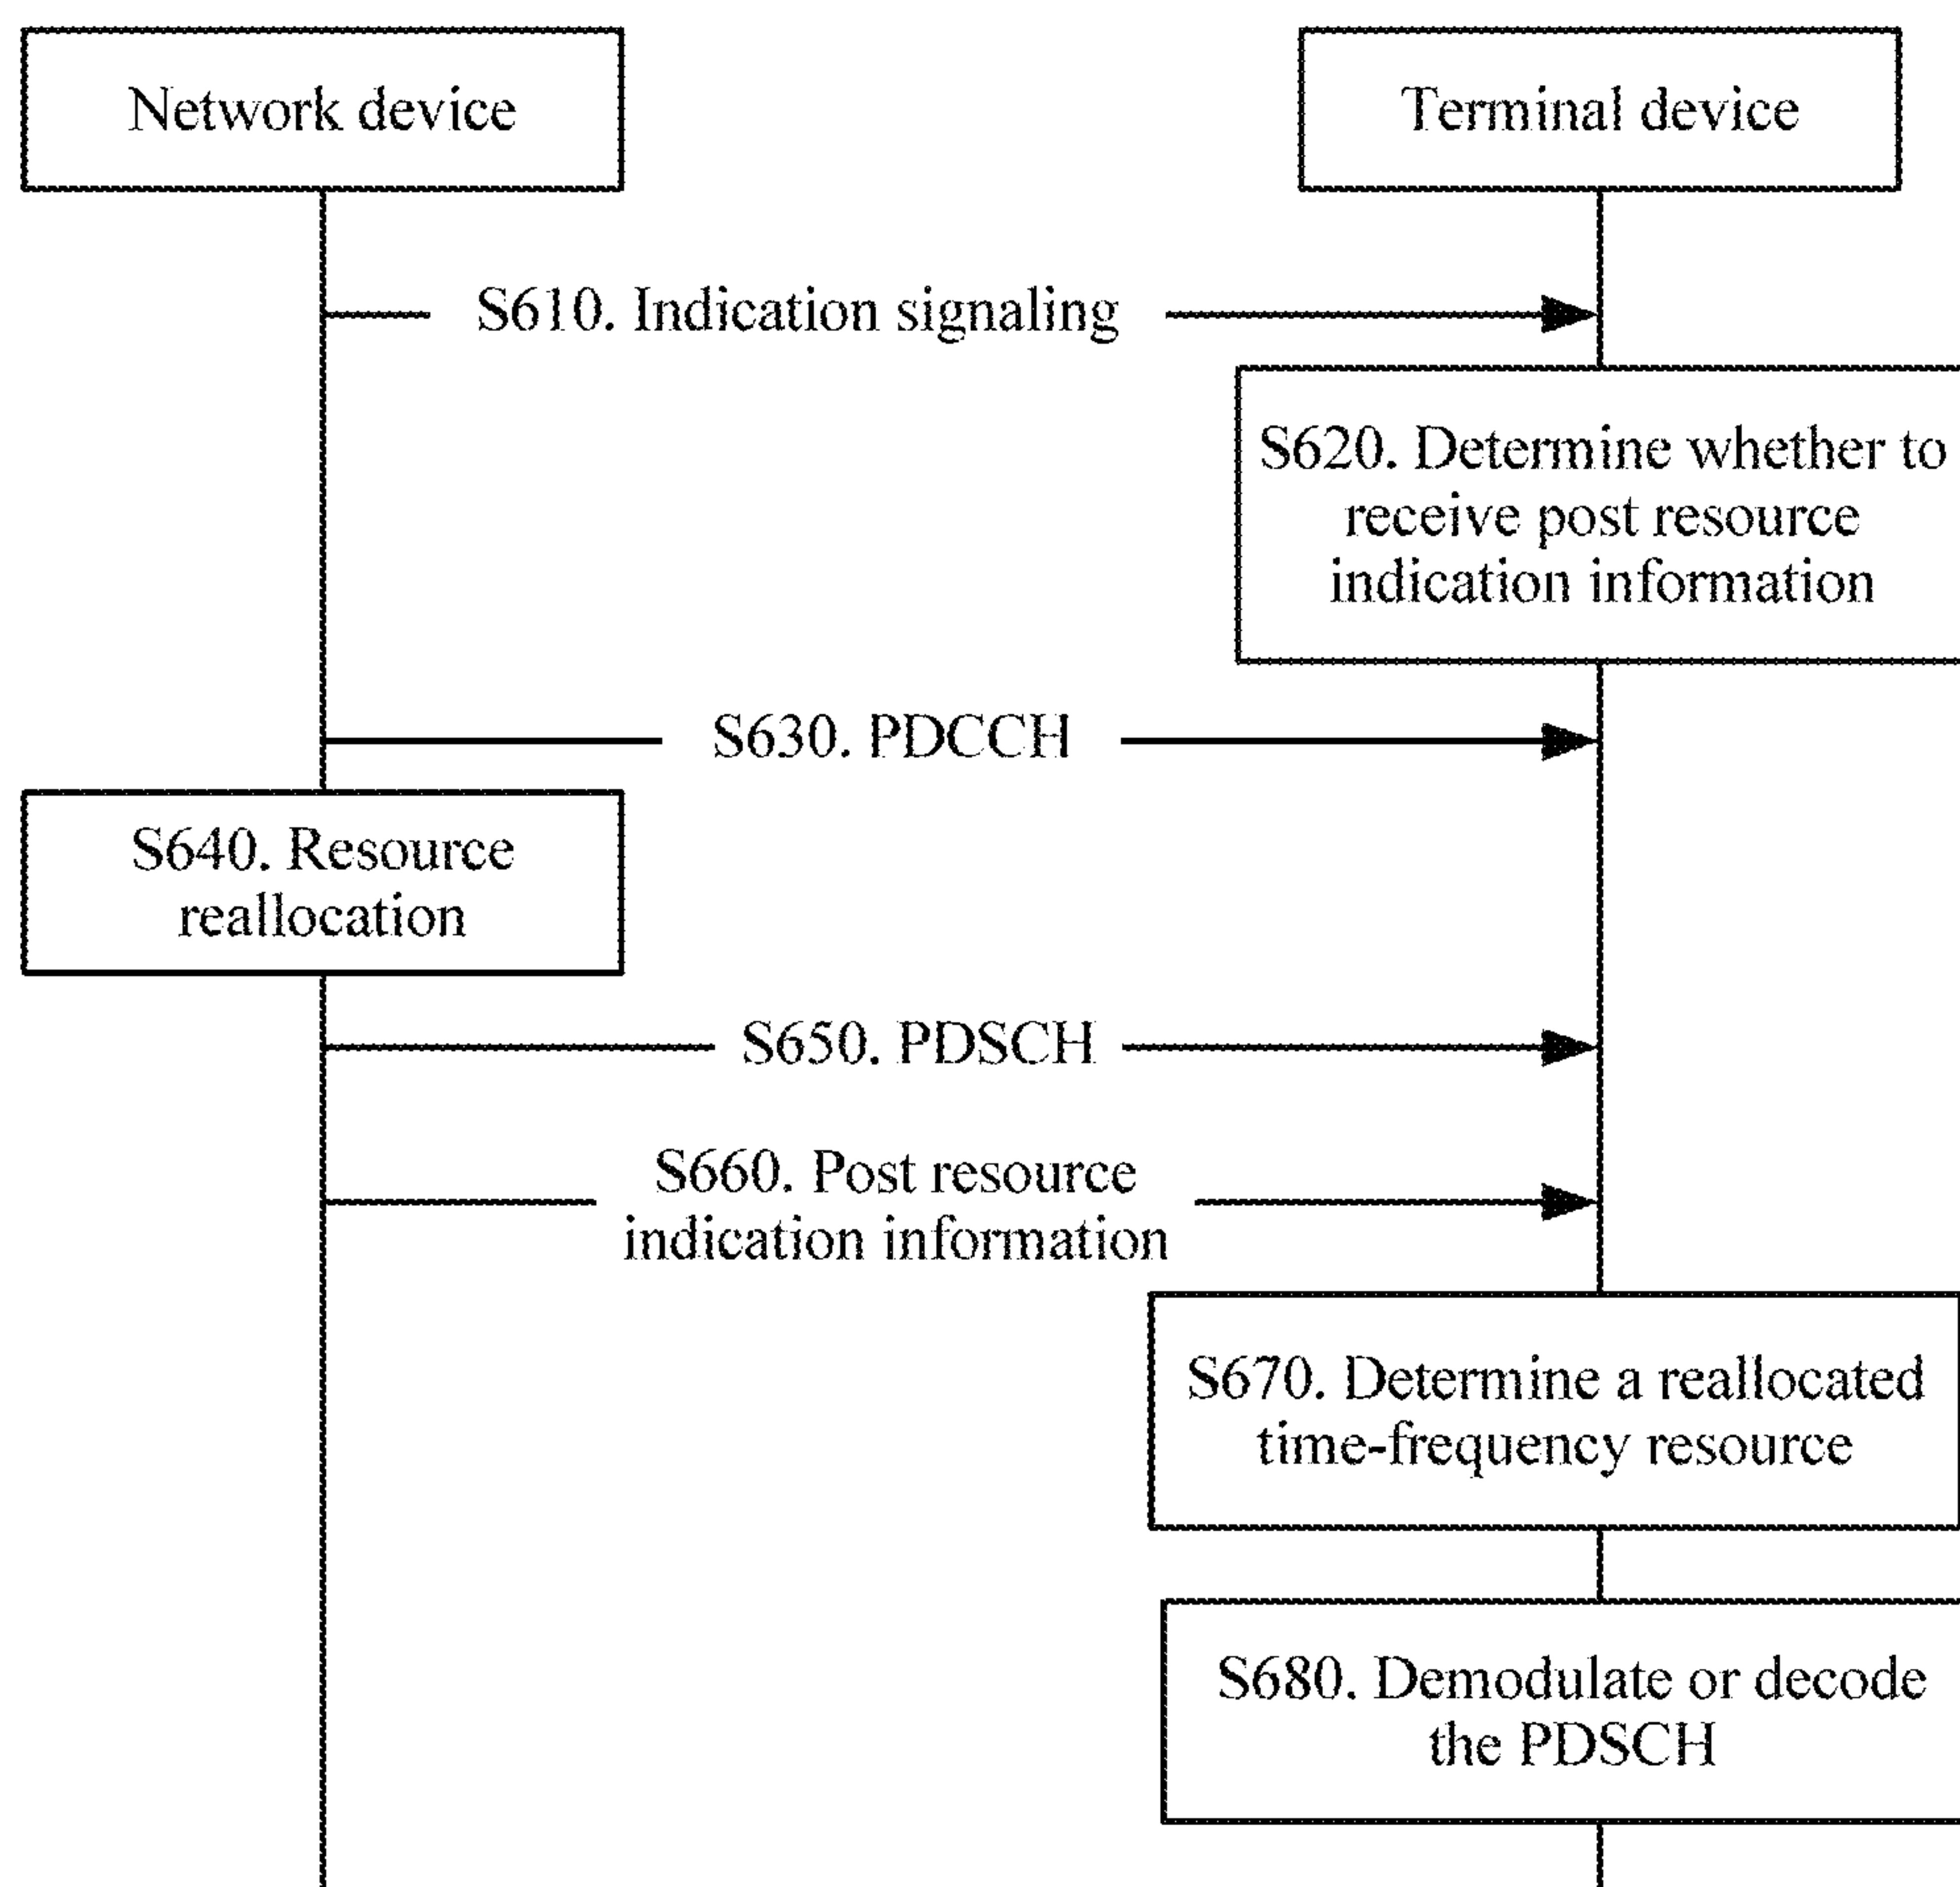 Network device
Terminal device
S610. Indication signaling
S620. Determine whether to
receive post resource
indication information
S630. PDCCH
S640. Resource
reallocation
S650. PDSCH
S660. Post resource
indication information
S670. Determine a reallocated
time-frequency resource
S680. Demodulate or decode
the PDSCH